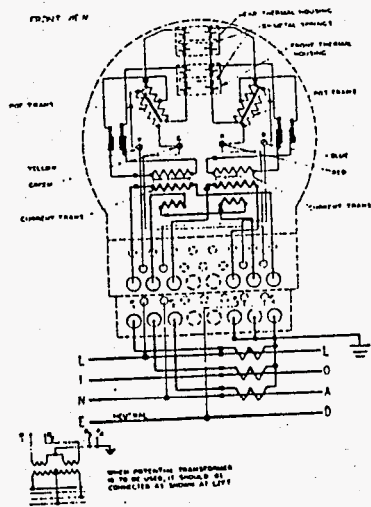 FRONT VIEW
REAR THERMAL HOUSING
BIMETAL SPRINGS
FRONT THERMAL
HOUSING
POT TRANS
POT TRANS
YELLOW
GREEN
BLUE
RED
CURRENT TRANS
CURRENT TRANS
L L
I O
N A
E NEUTRAL D
WHEN POTENTIAL TRANSFORMER
IS TO BE USED, IT SHOULD BE
CONNECTED AS SHOWN AT LEFT